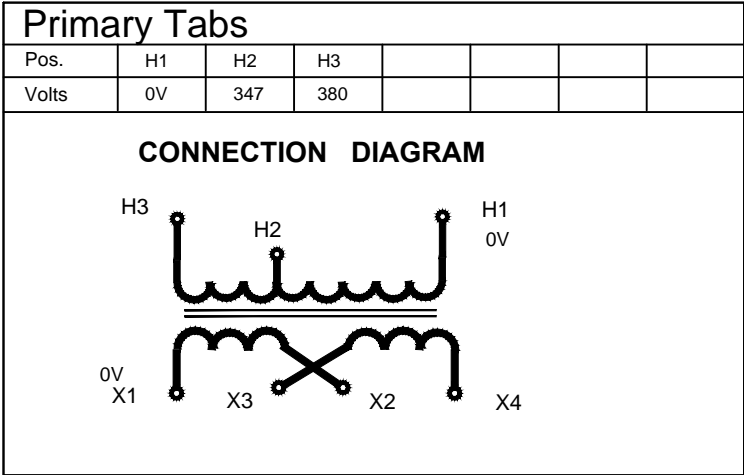 Primary Tabs
Pos. H1 H2 H3
Volts 0V 347 380
CONNECTION DIAGRAM
H3 H2 H1
0V
0V
X1 X3 X2 X4